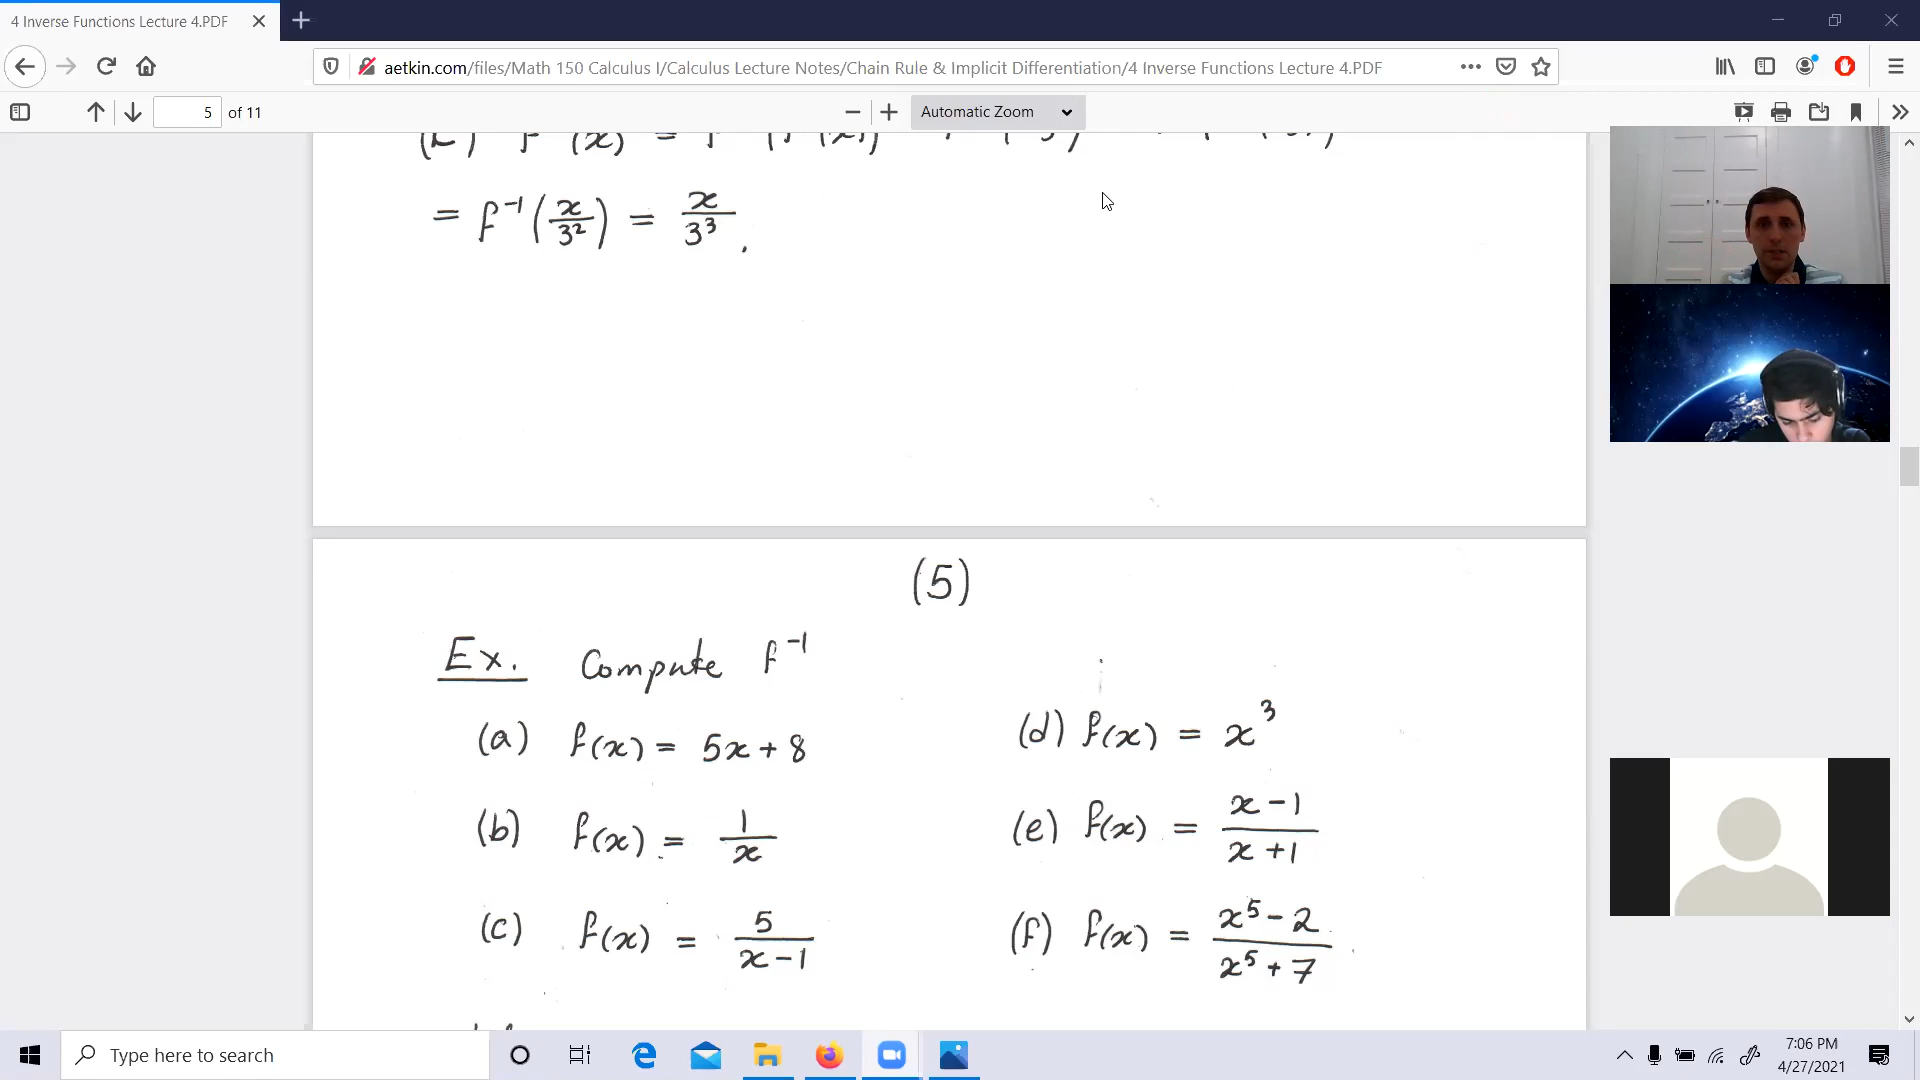 4 Inverse Functions Lecture 4.PDF
aetkin.com/files/Math 150 Calculus I/Calculus Lecture Notes/Chain Rule & Implicit Differentiation/4 Inverse Functions Lecture 4.PDF
5 of 11
Automatic Zoom
= f⁻¹(x/3²) = x/3³.
(5)
Ex. Compute f⁻¹
(a) f(x) = 5x + 8
(b) f(x) = 1/x
(c) f(x) = 5/(x-1)
(d) f(x) = x³
(e) f(x) = (x-1)/(x+1)
(f) f(x) = (x⁵-2)/(x⁵+7)
Type here to search
7:06 PM
4/27/2021